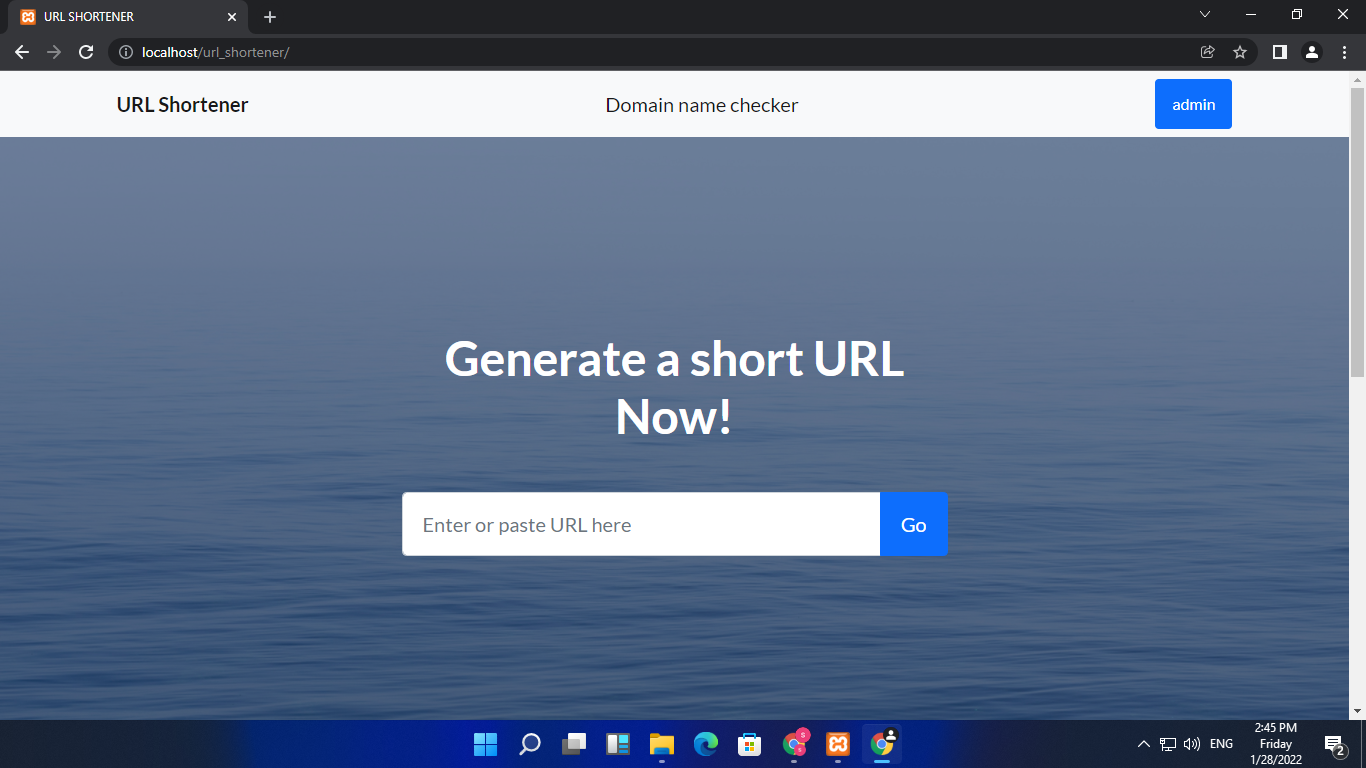 URL SHORTENER
localhost/url_shortener/
URL Shortener
Domain name checker
admin
Generate a short URL
Now!
Enter or paste URL here
Go
ENG
2:45 PM
Friday
1/28/2022
2